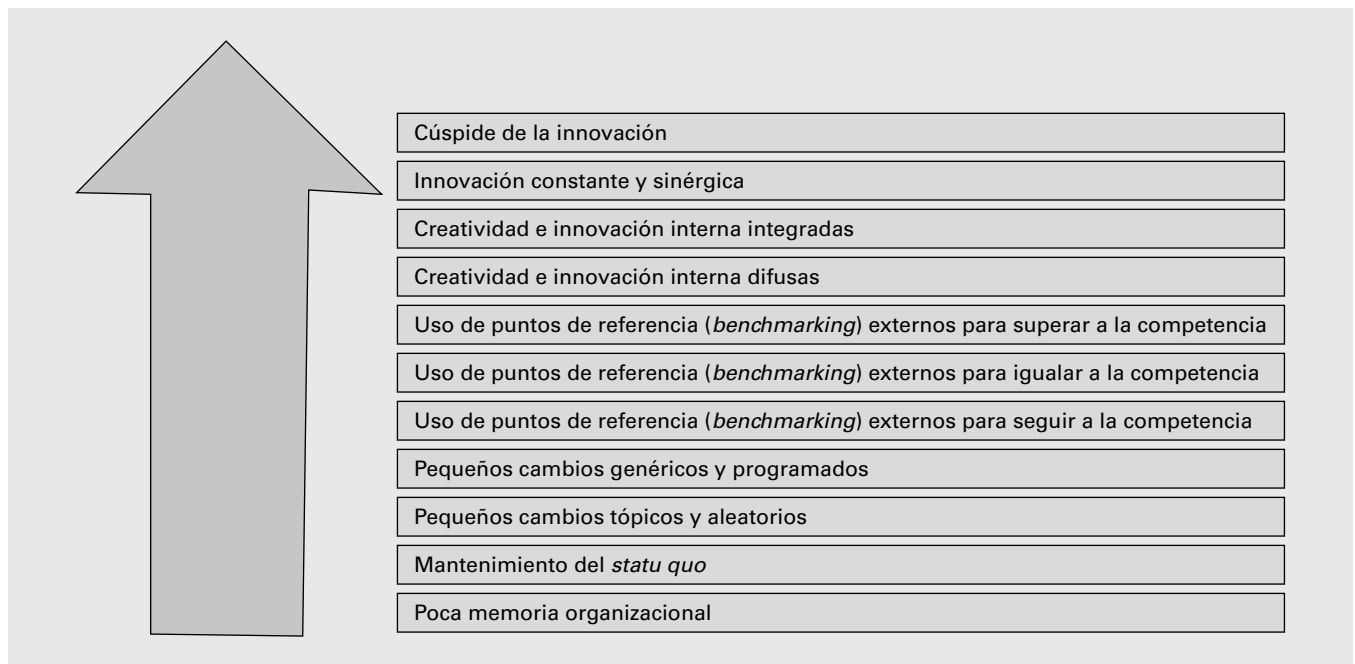 Cúspide de la innovación
Innovación constante y sinérgica
Creatividad e innovación interna integradas
Creatividad e innovación interna difusas
Uso de puntos de referencia (benchmarking) externos para superar a la competencia
Uso de puntos de referencia (benchmarking) externos para igualar a la competencia
Uso de puntos de referencia (benchmarking) externos para seguir a la competencia
Pequeños cambios genéricos y programados
Pequeños cambios tópicos y aleatorios
Mantenimiento del statu quo
Poca memoria organizacional